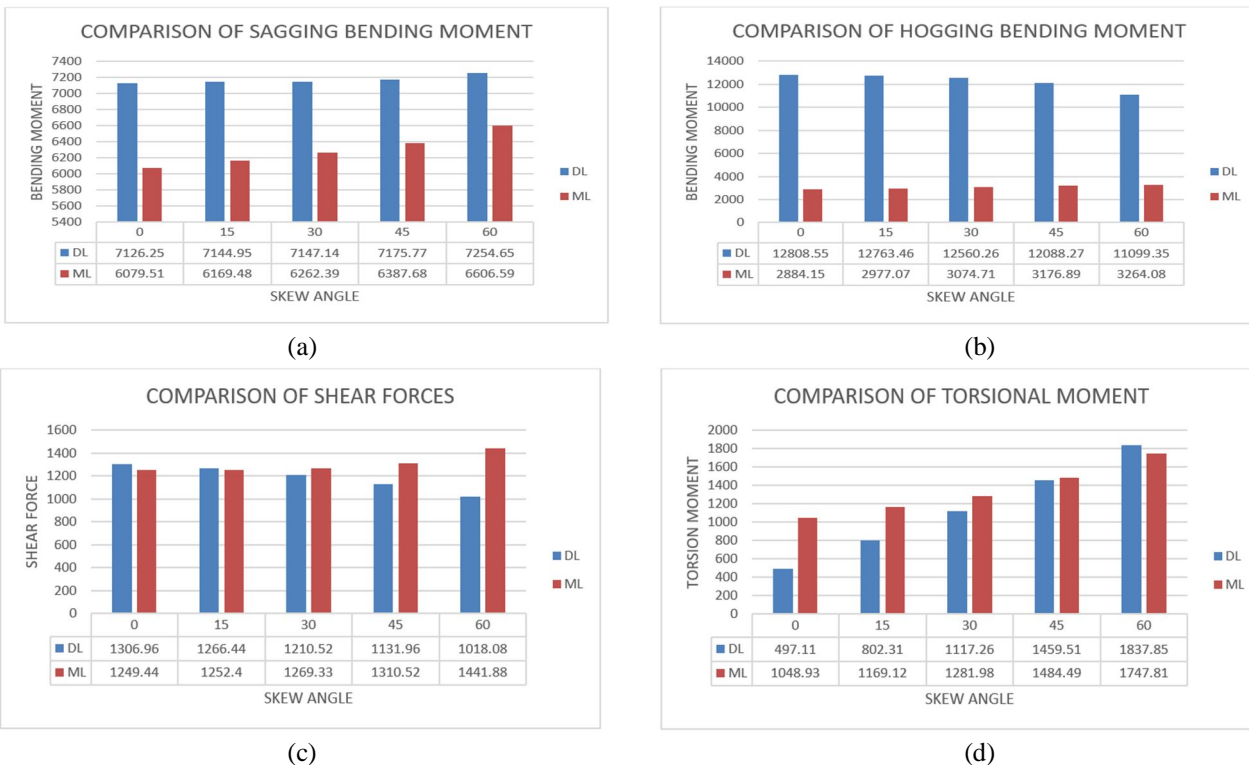 COMPARISON OF SAGGING BENDING MOMENT
BENDING MOMENT
7400
7200
7000
6800
6600
6400
6200
6000
5800
5600
5400
0 15 30 45 60
DL 7126.25 7144.95 7147.14 7175.77 7254.65
ML 6079.51 6169.48 6262.39 6387.68 6606.59
SKEW ANGLE
DL
ML
(a)
COMPARISON OF HOGGING BENDING MOMENT
BENDING MOMENT
14000
12000
10000
8000
6000
4000
2000
0
0 15 30 45 60
DL 12808.55 12763.46 12560.26 12088.27 11099.35
ML 2884.15 2977.07 3074.71 3176.89 3264.08
SKEW ANGLE
DL
ML
(b)
COMPARISON OF SHEAR FORCES
SHEAR FORCE
1600
1400
1200
1000
800
600
400
200
0
0 15 30 45 60
DL 1306.96 1266.44 1210.52 1131.96 1018.08
ML 1249.44 1252.4 1269.33 1310.52 1441.88
SKEW ANGLE
DL
ML
(c)
COMPARISON OF TORSIONAL MOMENT
TORSION MOMENT
2000
1800
1600
1400
1200
1000
800
600
400
200
0
0 15 30 45 60
DL 497.11 802.31 1117.26 1459.51 1837.85
ML 1048.93 1169.12 1281.98 1484.49 1747.81
SKEW ANGLE
DL
ML
(d)